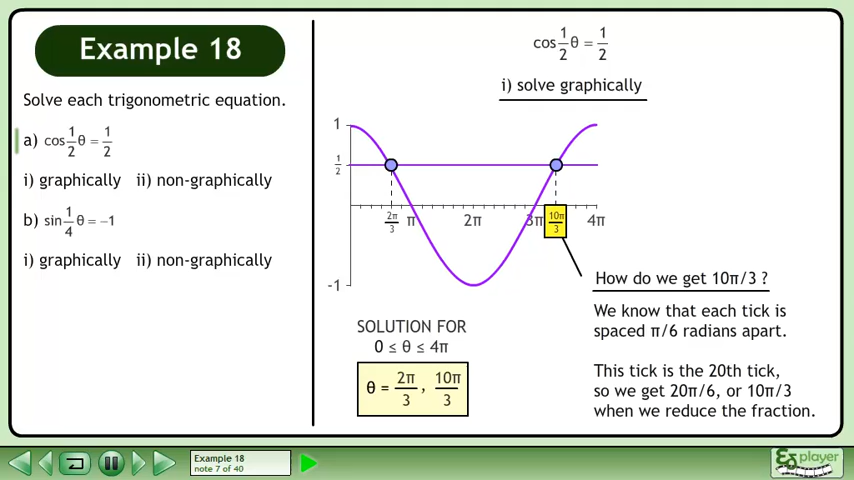 Example 18
Solve each trigonometric equation.
a) cos 1/2 θ = 1/2
i) graphically ii) non-graphically
b) sin 1/4 θ = -1
i) graphically ii) non-graphically
cos 1/2 θ = 1/2
i) solve graphically
1
1/2
2π/3 π 2π 3π 10π/3 4π
-1
How do we get 10π/3 ?
We know that each tick is
spaced π/6 radians apart.
This tick is the 20th tick,
so we get 20π/6, or 10π/3
when we reduce the fraction.
SOLUTION FOR
0 ≤ θ ≤ 4π
θ = 2π/3 , 10π/3
Example 18
note 7 of 40
player